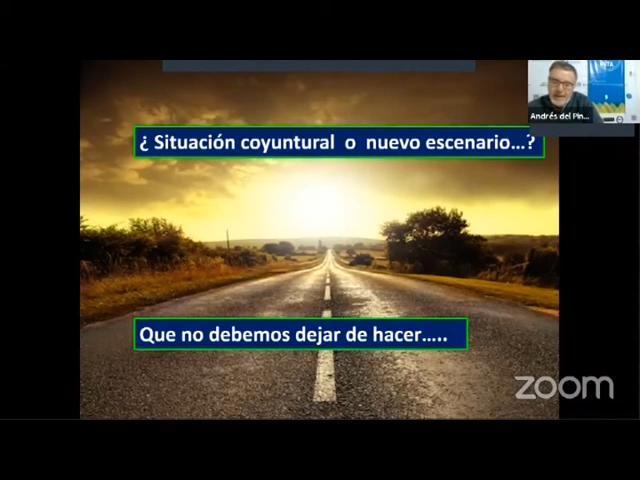 ¿ Situación coyuntural o nuevo escenario…?
Andrés del Pin...
Que no debemos dejar de hacer…..
zoom